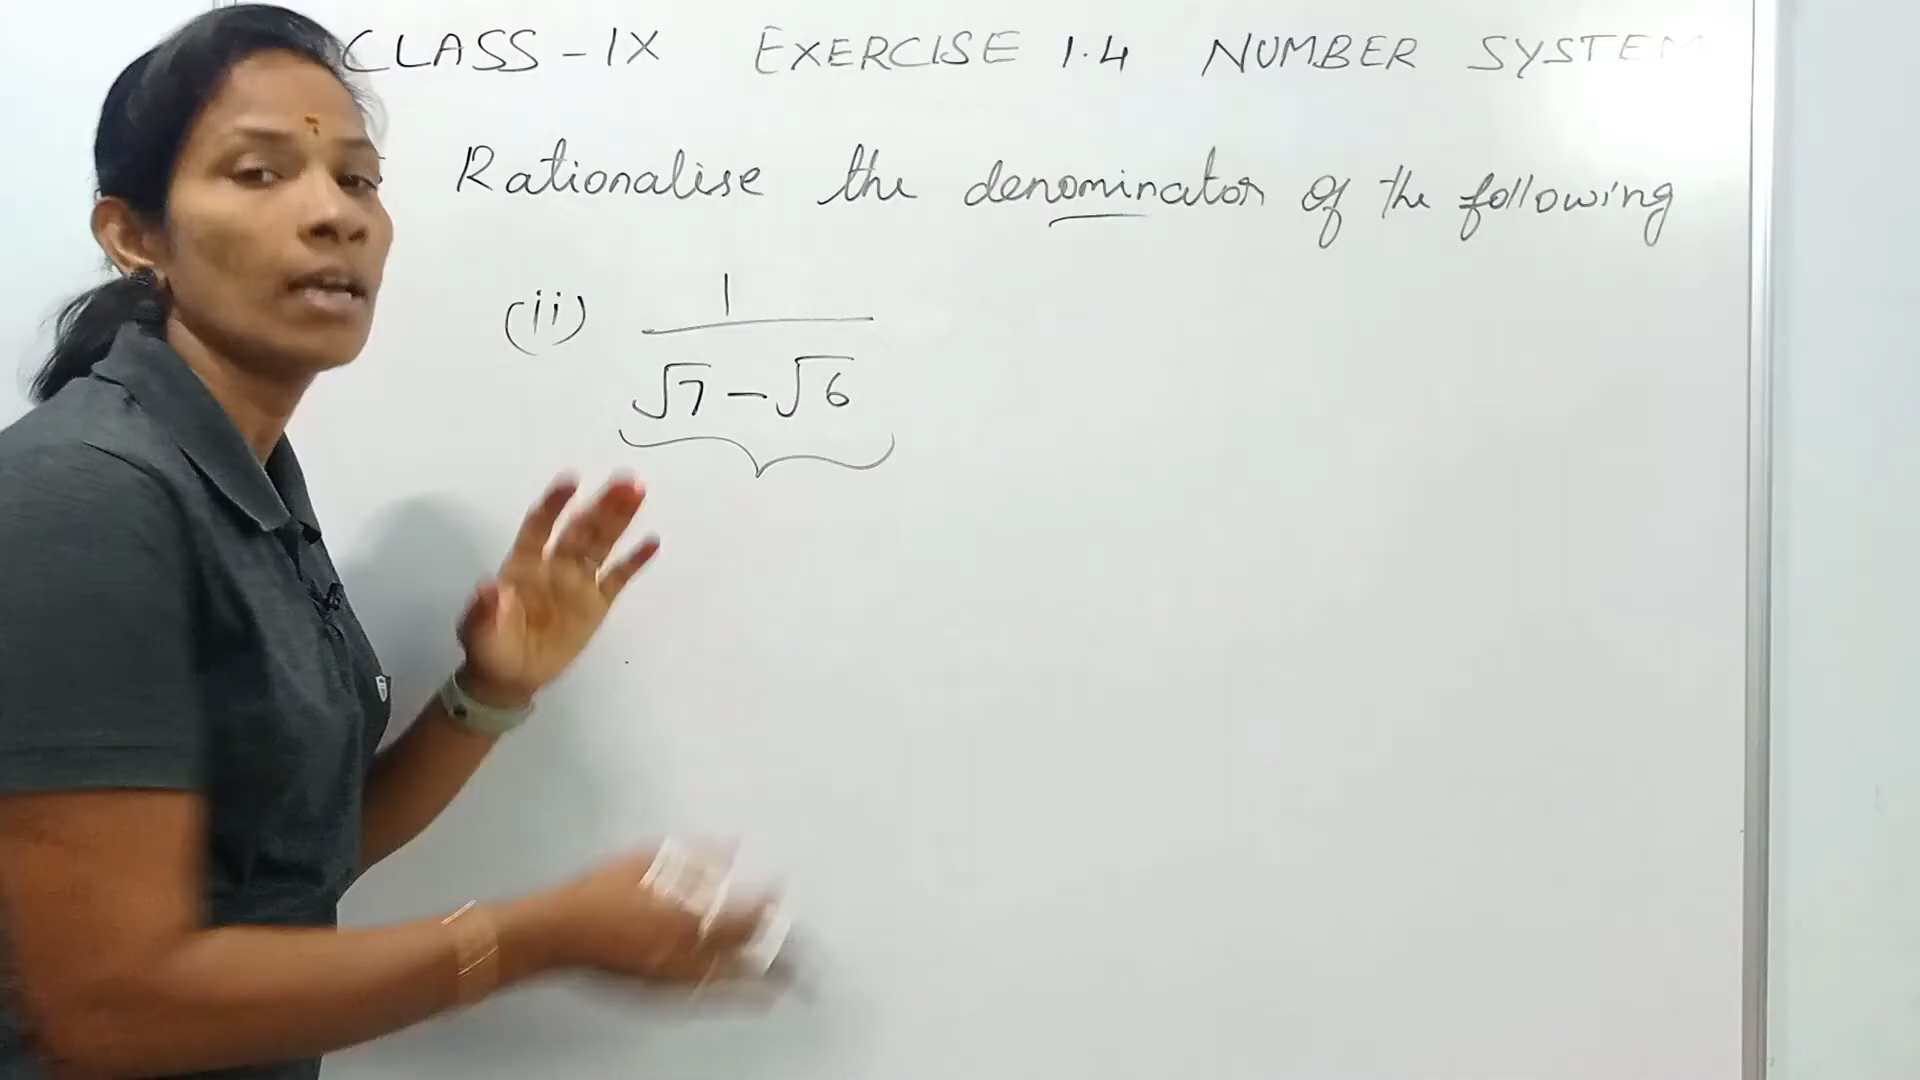 CLASS - IX EXERCISE 1.4 NUMBER SYSTEM
Rationalise the denominator of the following
(ii) 1
√7 - √6